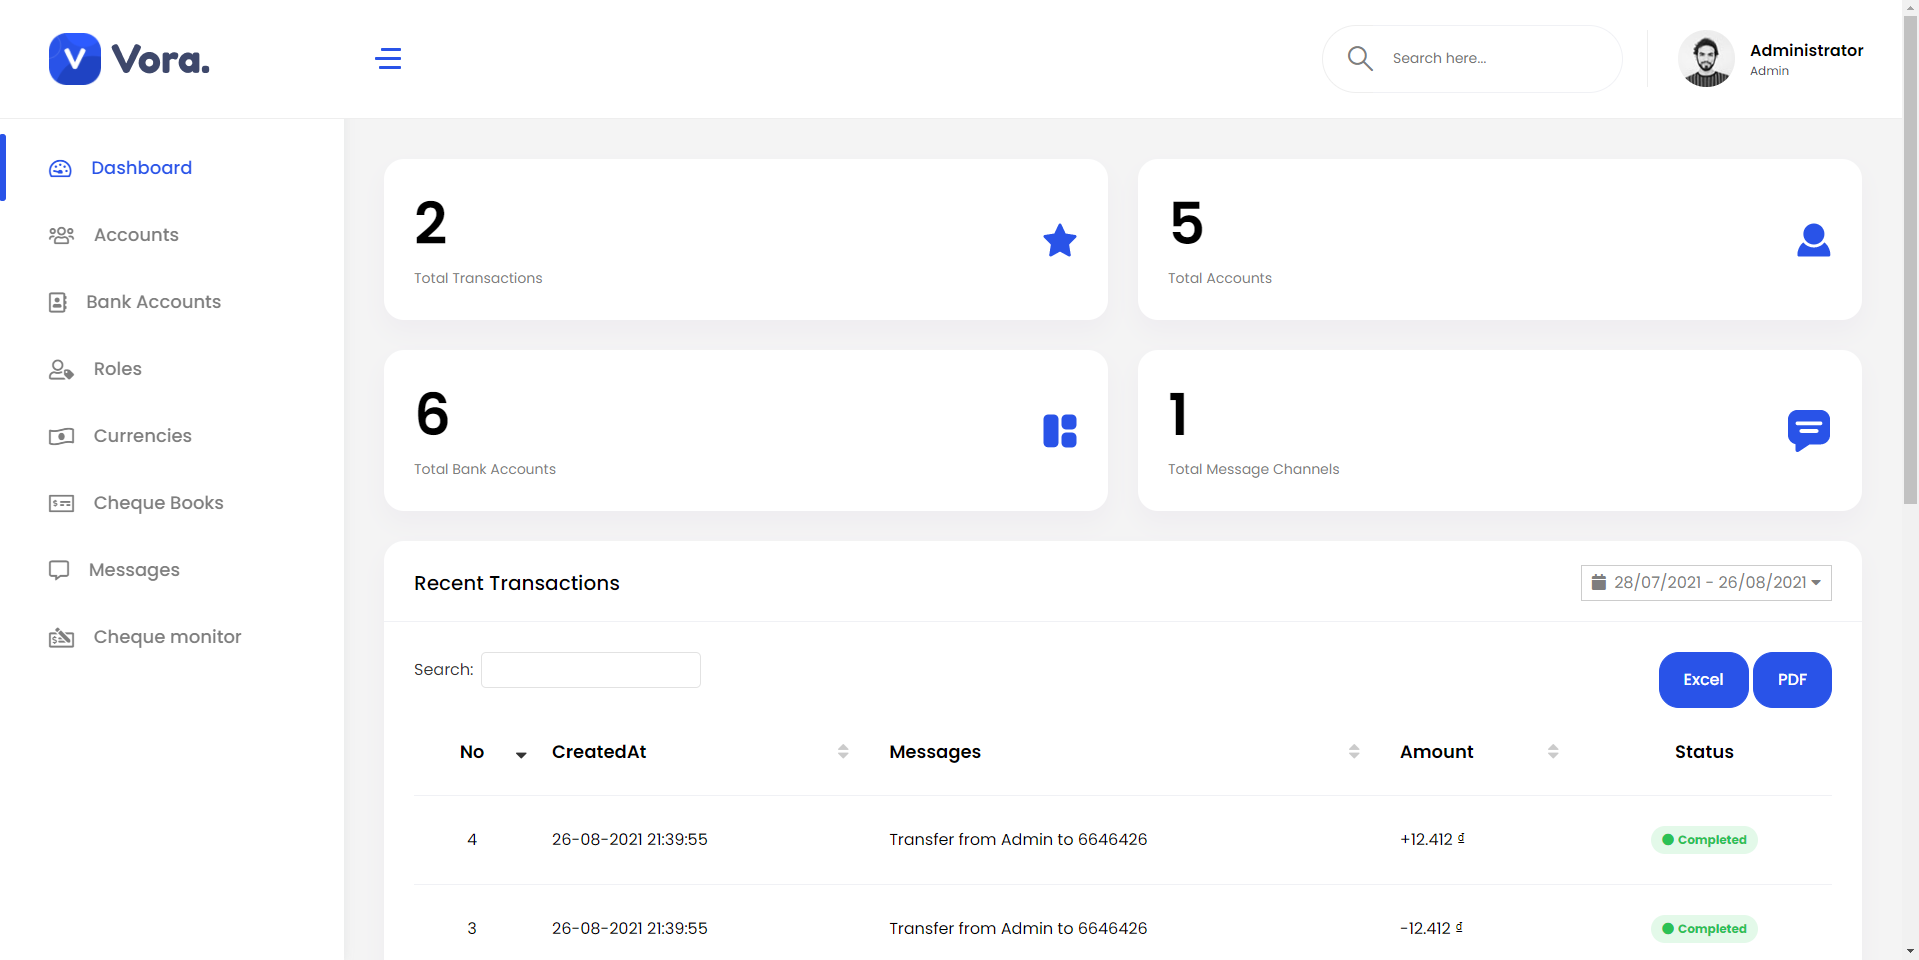 V Vora.
Search here...
Administrator
Admin
Dashboard
Accounts
Bank Accounts
Roles
Currencies
Cheque Books
Messages
Cheque monitor
2
Total Transactions
5
Total Accounts
6
Total Bank Accounts
1
Total Message Channels
Recent Transactions
28/07/2021 - 26/08/2021
Search:
Excel PDF
No CreatedAt Messages Amount Status
4 26-08-2021 21:39:55 Transfer from Admin to 6646426 +12.412 ₫ Completed
3 26-08-2021 21:39:55 Transfer from Admin to 6646426 -12.412 ₫ Completed